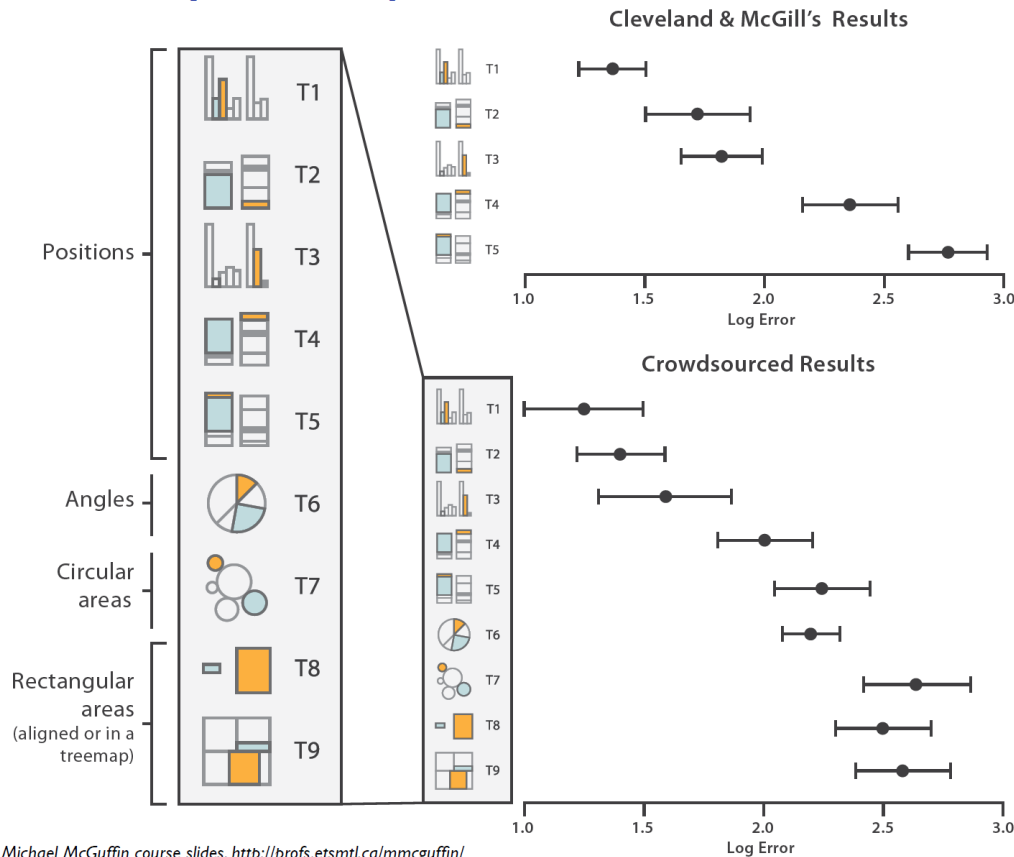 Cleveland & McGill's Results
T1
T2
T3
T4
T5
1.0 1.5 2.0 2.5 3.0
Log Error
Positions
T1
T2
T3
T4
T5
Angles
T6
Circular
areas
T7
Rectangular
areas
(aligned or in a
treemap)
T8
T9
Crowdsourced Results
T1
T2
T3
T4
T5
T6
T7
T8
T9
1.0 1.5 2.0 2.5 3.0
Log Error
Michael McGuffin course slides, http://profs.etsmtl.ca/mmcguffin/